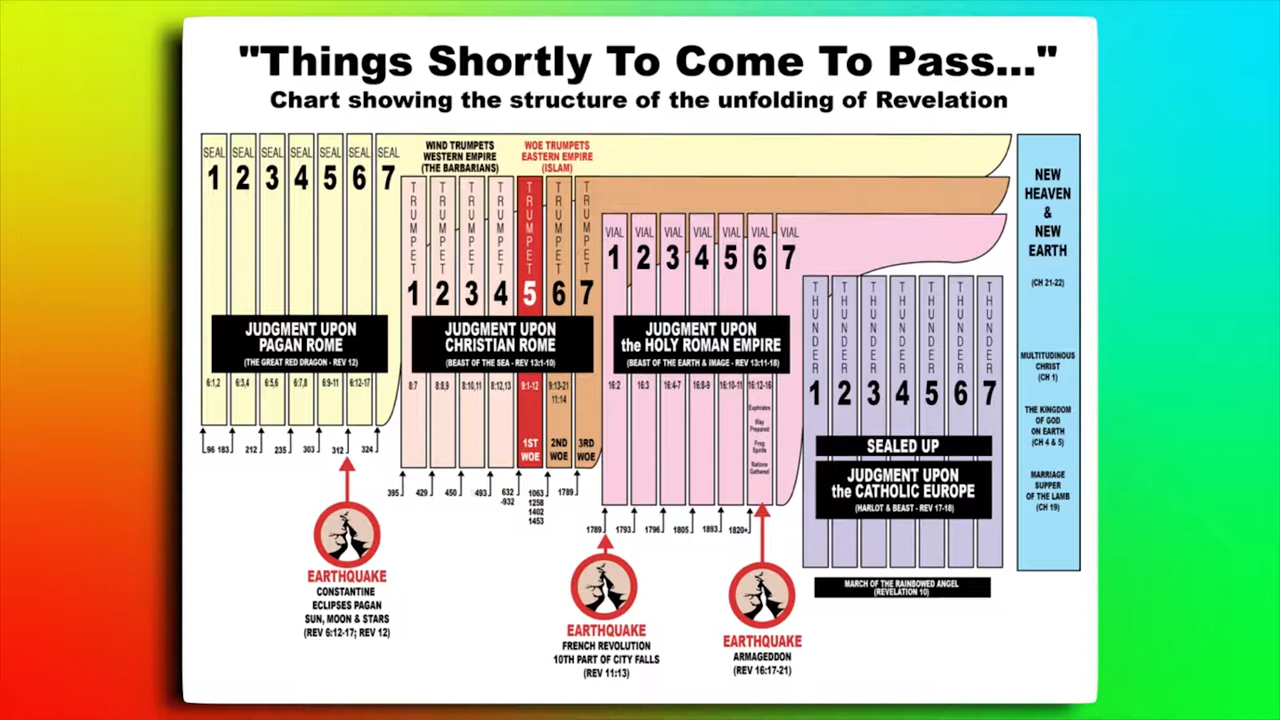 "Things Shortly To Come To Pass..."
Chart showing the structure of the unfolding of Revelation
SEAL SEAL SEAL SEAL SEAL SEAL SEAL
1 2 3 4 5 6 7
WIND TRUMPETS
WESTERN EMPIRE
(THE BARBARIANS)
WOE TRUMPETS
EASTERN EMPIRE
(ISLAM)
TRUMPET TRUMPET TRUMPET TRUMPET TRUMPET TRUMPET TRUMPET
1 2 3 4 5 6 7
VIAL VIAL VIAL VIAL VIAL VIAL VIAL
1 2 3 4 5 6 7
THUNDER THUNDER THUNDER THUNDER THUNDER THUNDER THUNDER
1 2 3 4 5 6 7
JUDGMENT UPON
PAGAN ROME
(THE GREAT RED DRAGON - REV 12)
JUDGMENT UPON
CHRISTIAN ROME
(BEAST OF THE SEA - REV 13:1-10)
JUDGMENT UPON
the HOLY ROMAN EMPIRE
(BEAST OF THE EARTH & IMAGE - REV 13:11-18)
SEALED UP
JUDGMENT UPON
the CATHOLIC EUROPE
(HARLOT & BEAST - REV 17-18)
MARCH OF THE RAINBOWED ANGEL
(REVELATION 10)
6:1,2 6:3,4 6:5,6 6:7,8 6:9-11 6:12-17
8:7 8:8,9 8:10,11 8:12,13 9:1-12 9:13-21
11:14
16:2 16:3 16:4-7 16:8-9 16:10-11 16:12-16
Euphrates
Way
Prepared
Frog
Spirits
Nations
Gathered
1ST
WOE
2ND
WOE
3RD
WOE
96 183 212 235 303 312 324
395 429 450 493 632
-932
1063
1258
1402
1453
1789
1789 1793 1796 1805 1893 1820+
EARTHQUAKE
CONSTANTINE
ECLIPSES PAGAN
SUN, MOON & STARS
(REV 6:12-17; REV 12)
EARTHQUAKE
FRENCH REVOLUTION
10TH PART OF CITY FALLS
(REV 11:13)
EARTHQUAKE
ARMAGEDDON
(REV 16:17-21)
NEW
HEAVEN
&
NEW
EARTH
(CH 21-22)
MULTITUDINOUS
CHRIST
(CH 1)
THE KINGDOM
OF GOD
ON EARTH
(CH 4 & 5)
MARRIAGE
SUPPER
OF THE LAMB
(CH 19)